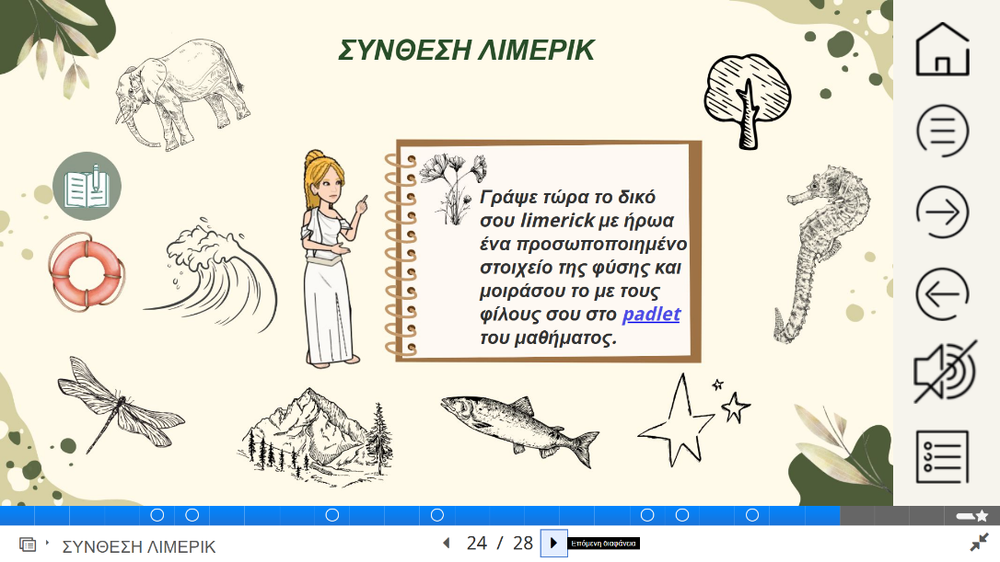 ΣΥΝΘΕΣΗ ΛΙΜΕΡΙΚ
Γράψε τώρα το δικό
σου limerick με ήρωα
ένα προσωποποιημένο
στοιχείο της φύσης και
μοιράσου το με τους
φίλους σου στο padlet
του μαθήματος.
ΣΥΝΘΕΣΗ ΛΙΜΕΡΙΚ
24 / 28
Επόμενη διαφάνεια